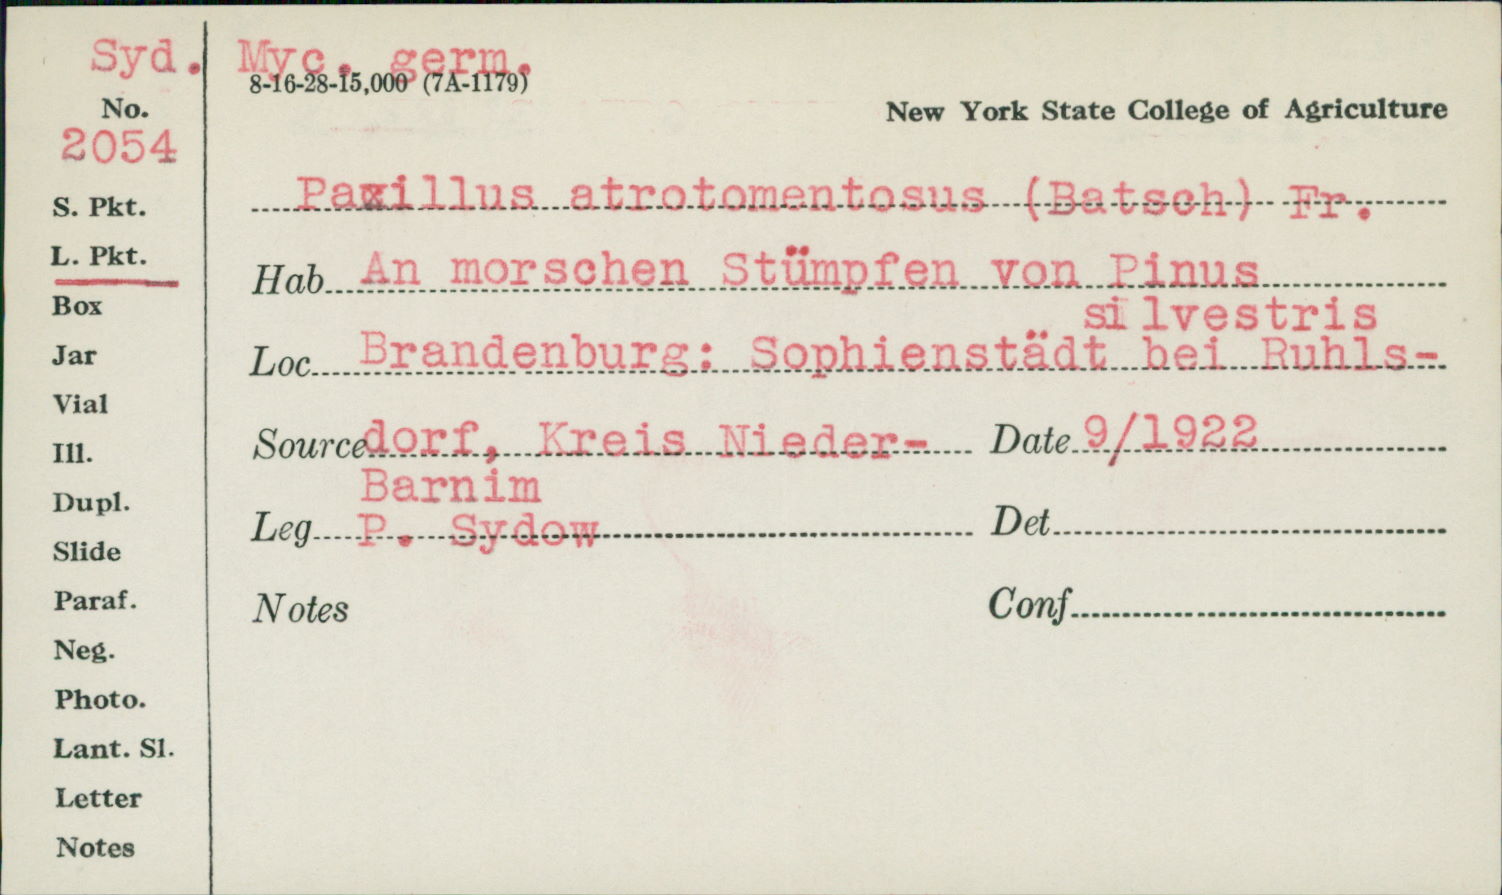 Syd. Myc. germ.
8-16-28-15,000 (7A-1179)
No.
New York State College of Agriculture
2054
Paxillus atrotomentosus (Batsch) Fr.
S. Pkt.
L. Pkt.
Hab An morschen Stümpfen von Pinus
silvestris
Box
Loc Brandenburg: Sophienstädt bei Ruhls-
Jar
Vial
Source dorf, Kreis Nieder- Date 9/1922
Ill.
Barnim
Dupl.
Leg P. Sydow Det
Slide
Paraf.
Notes Conf
Neg.
Photo.
Lant. Sl.
Letter
Notes